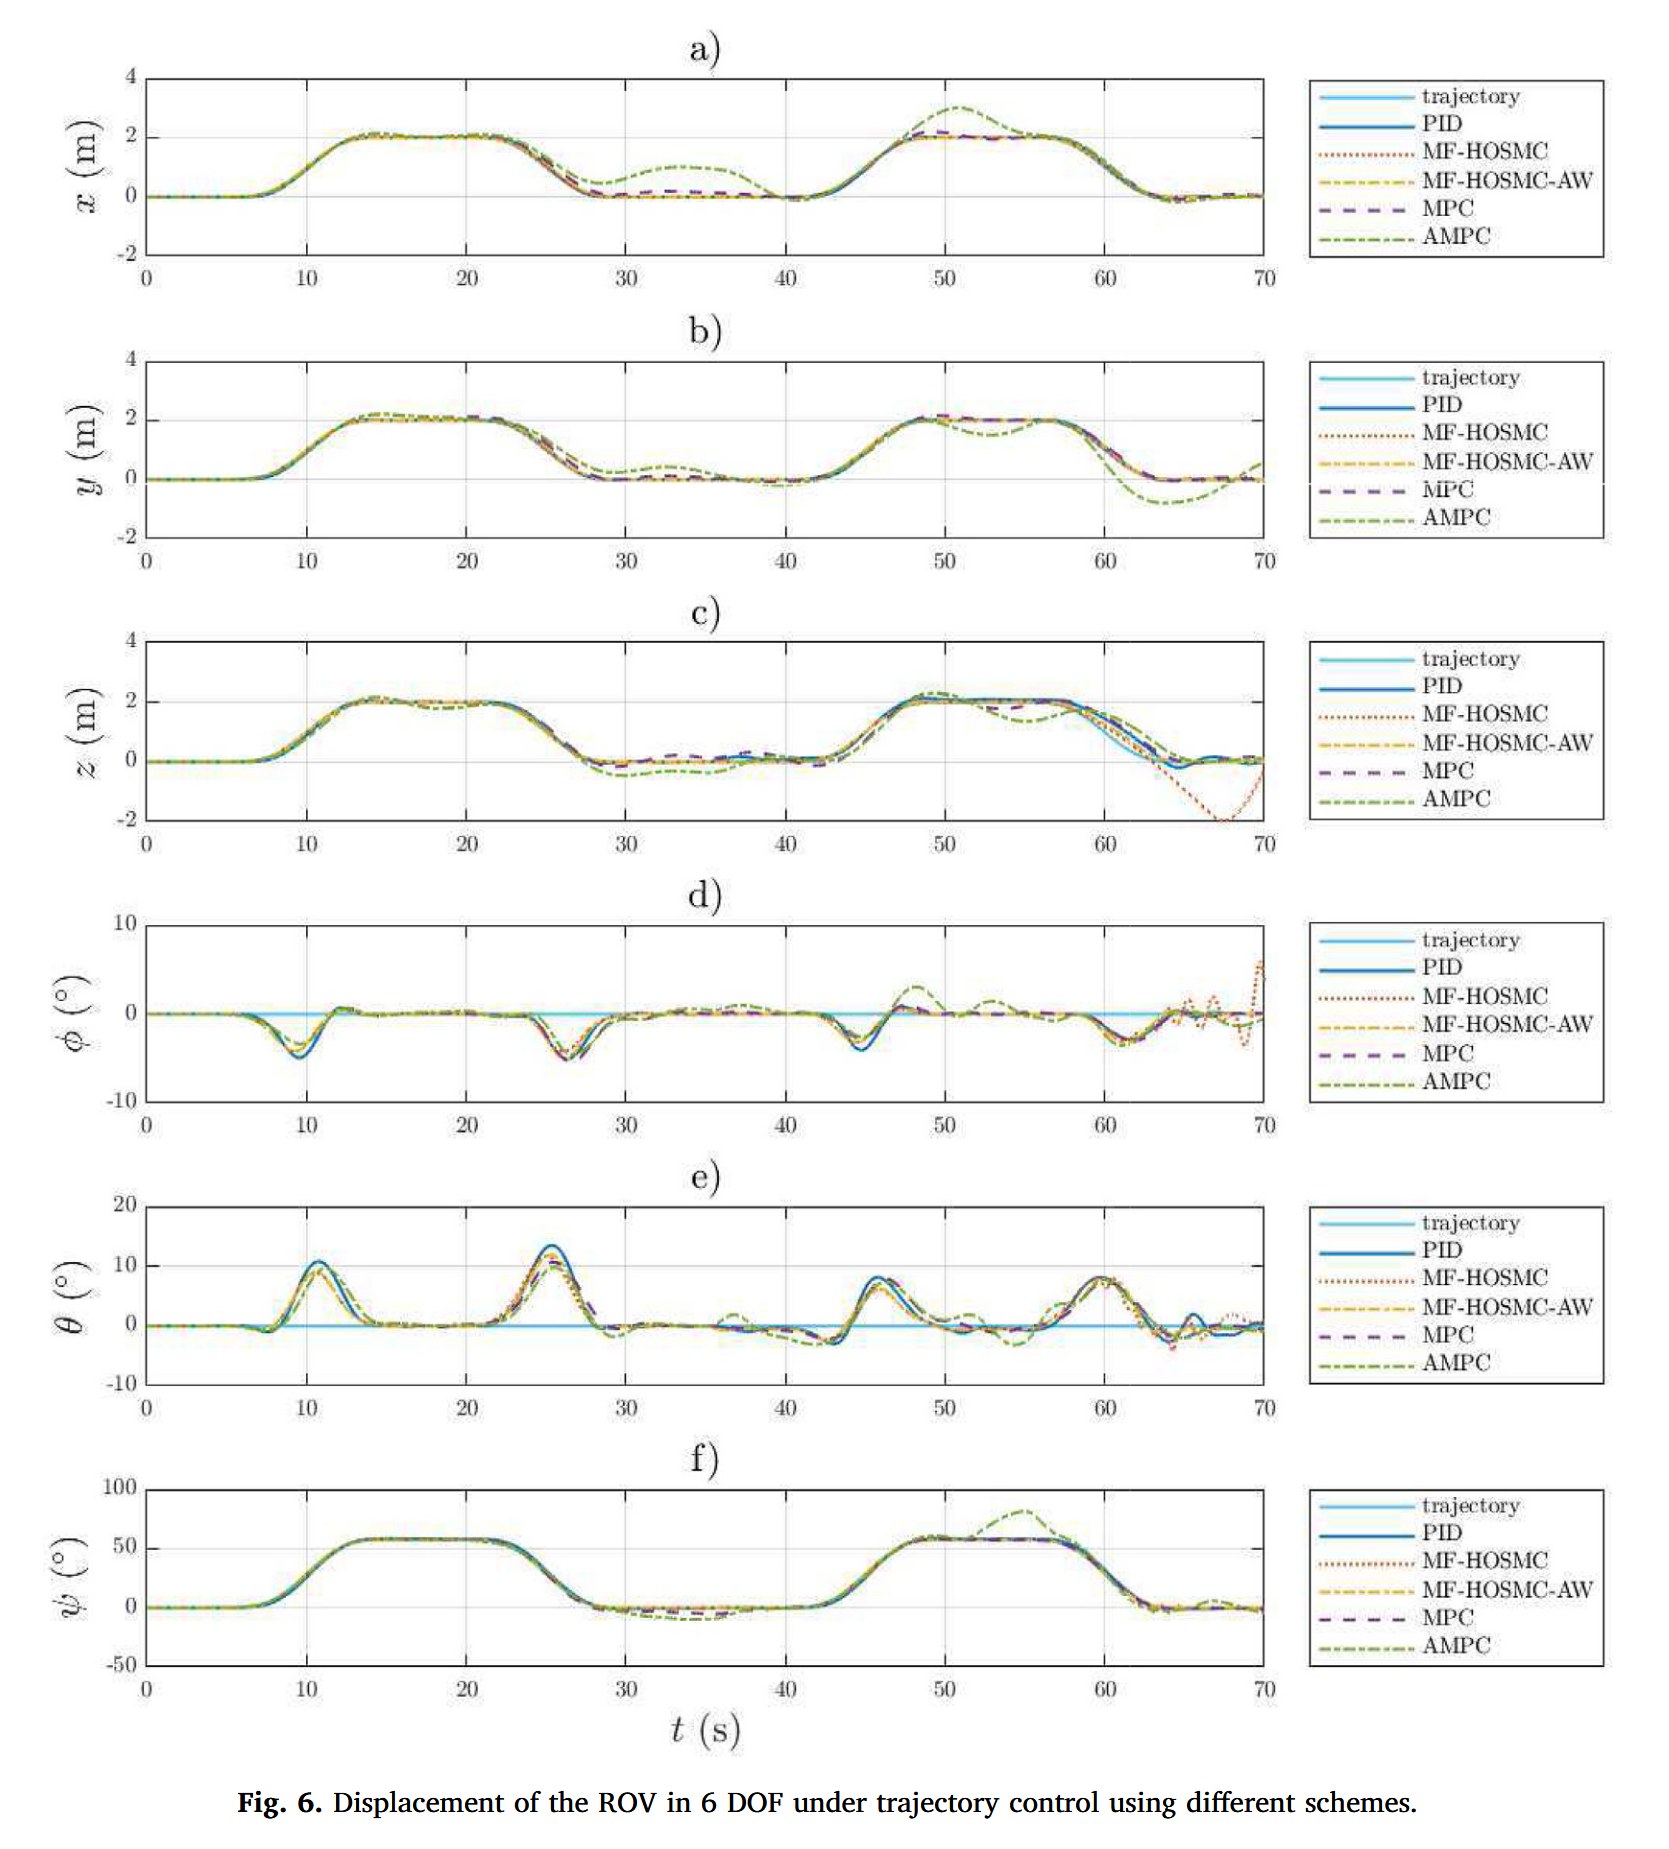 a)
4
2
0
-2
x (m)
0 10 20 30 40 50 60 70
trajectory
PID
MF-HOSMC
MF-HOSMC-AW
MPC
AMPC
b)
4
2
0
-2
y (m)
0 10 20 30 40 50 60 70
trajectory
PID
MF-HOSMC
MF-HOSMC-AW
MPC
AMPC
c)
4
2
0
-2
z (m)
0 10 20 30 40 50 60 70
trajectory
PID
MF-HOSMC
MF-HOSMC-AW
MPC
AMPC
d)
10
0
-10
ϕ (°)
0 10 20 30 40 50 60 70
trajectory
PID
MF-HOSMC
MF-HOSMC-AW
MPC
AMPC
e)
20
10
0
-10
θ (°)
0 10 20 30 40 50 60 70
trajectory
PID
MF-HOSMC
MF-HOSMC-AW
MPC
AMPC
f)
100
50
0
-50
ψ (°)
0 10 20 30 40 50 60 70
trajectory
PID
MF-HOSMC
MF-HOSMC-AW
MPC
AMPC
t (s)
Fig. 6. Displacement of the ROV in 6 DOF under trajectory control using different schemes.